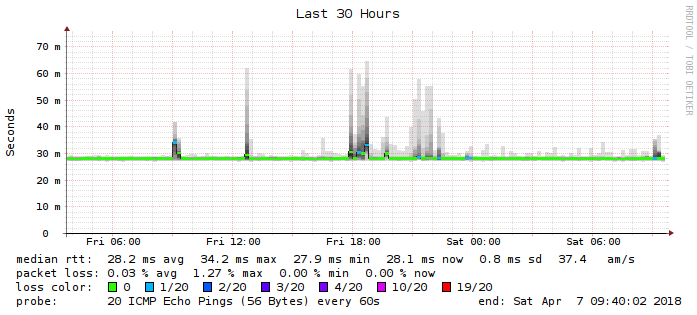 Last 30 Hours
RRDTOOL / TOBI OETIKER
Seconds
70 m
60 m
50 m
40 m
30 m
20 m
10 m
0
Fri 06:00 Fri 12:00 Fri 18:00 Sat 00:00 Sat 06:00
median rtt: 28.2 ms avg 34.2 ms max 27.9 ms min 28.1 ms now 0.8 ms sd 37.4 am/s
packet loss: 0.03 % avg 1.27 % max 0.00 % min 0.00 % now
loss color: 0 1/20 2/20 3/20 4/20 10/20 19/20
probe: 20 ICMP Echo Pings (56 Bytes) every 60s end: Sat Apr 7 09:40:02 2018